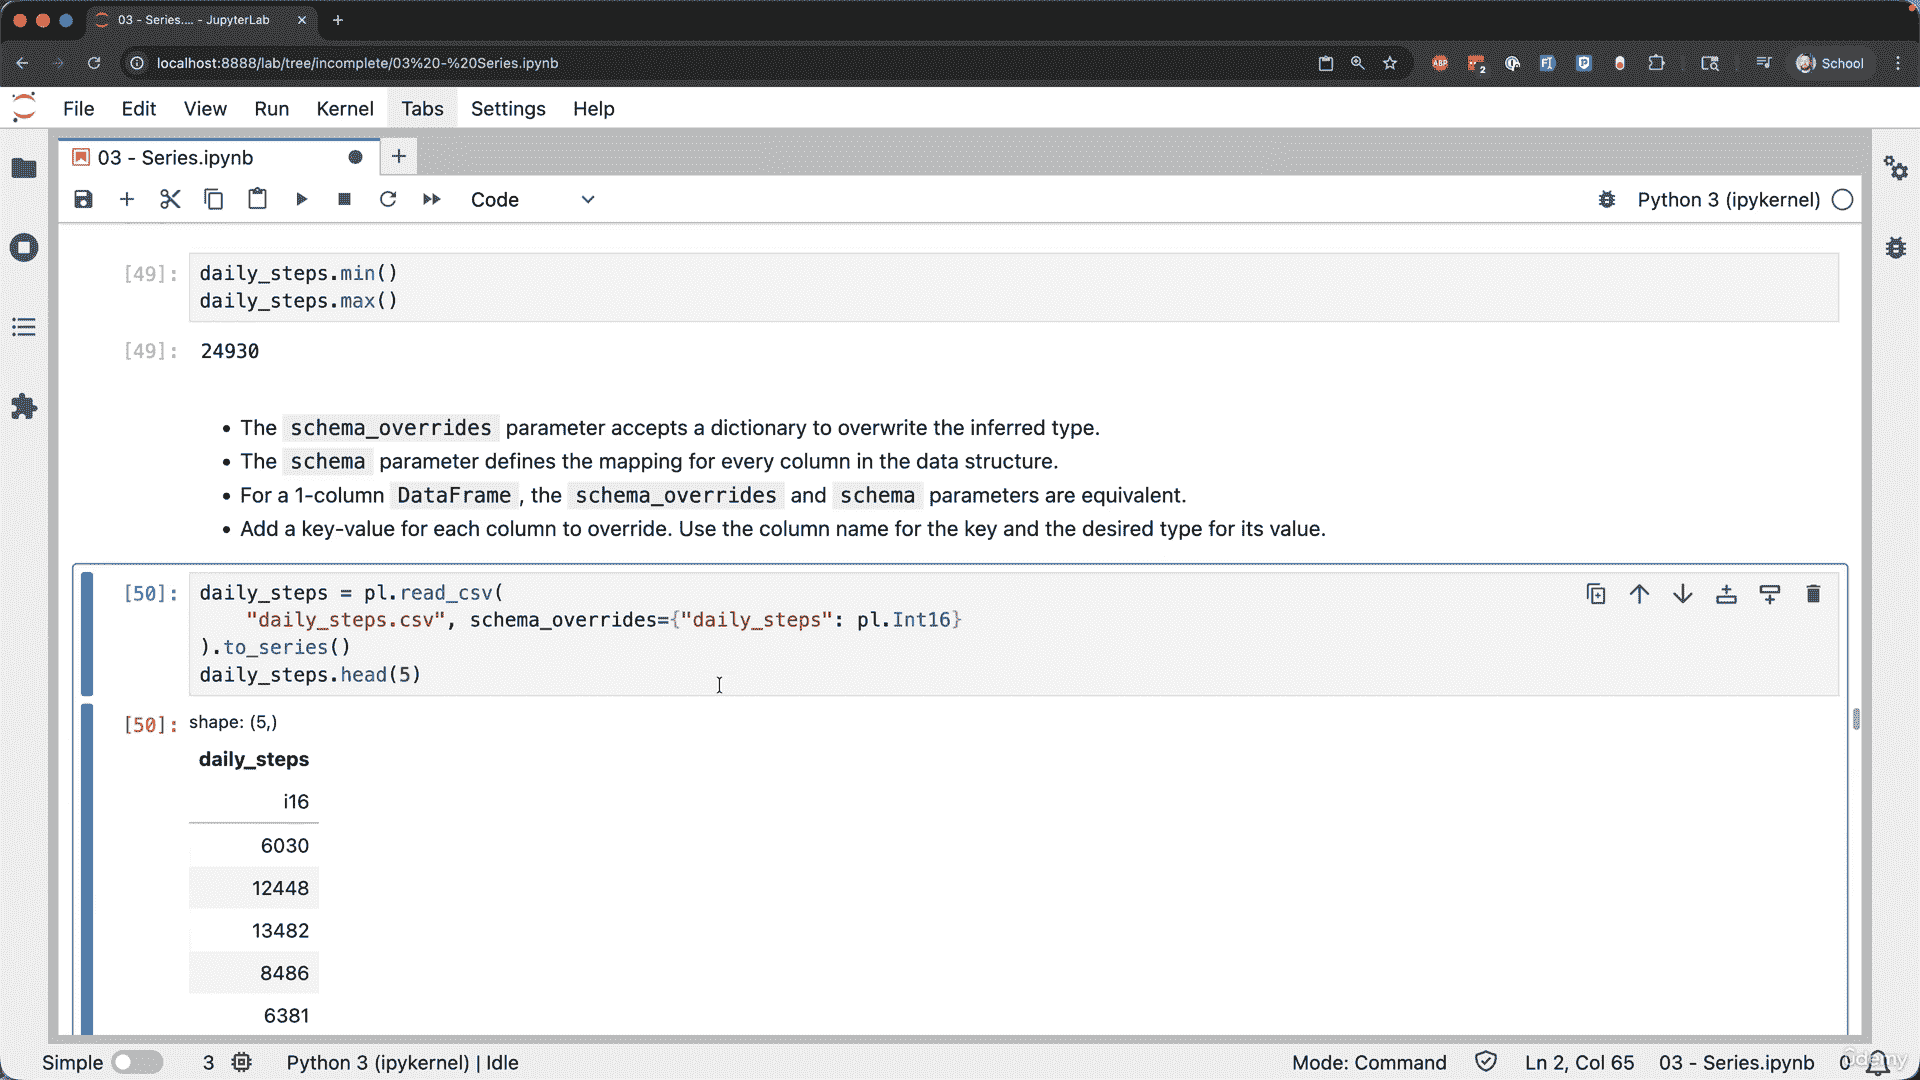 03 - Series.... - JupyterLab
localhost:8888/lab/tree/incomplete/03%20-%20Series.ipynb
ABP
2
School
File Edit View Run Kernel Tabs Settings Help
03 - Series.ipynb
Code
Python 3 (ipykernel)
[49]: daily_steps.min()
daily_steps.max()
[49]: 24930
• The schema_overrides parameter accepts a dictionary to overwrite the inferred type.
• The schema parameter defines the mapping for every column in the data structure.
• For a 1-column DataFrame , the schema_overrides and schema parameters are equivalent.
• Add a key-value for each column to override. Use the column name for the key and the desired type for its value.
[50]: daily_steps = pl.read_csv(
"daily_steps.csv", schema_overrides={"daily_steps": pl.Int16}
).to_series()
daily_steps.head(5)
[50]: shape: (5,)
daily_steps
i16
6030
12448
13482
8486
6381
Simple 3 Python 3 (ipykernel) | Idle Mode: Command Ln 2, Col 65 03 - Series.ipynb 0
Udemy